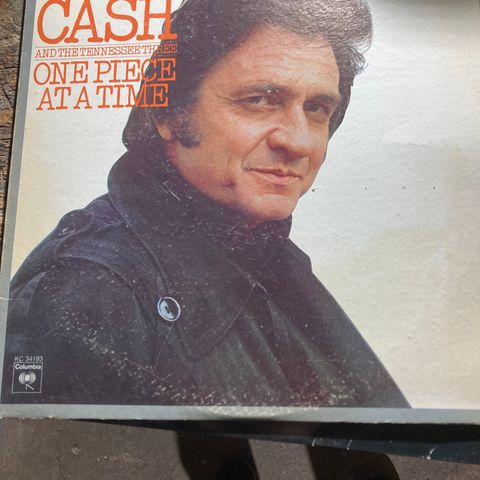 CASH
AND THE TENNESSEE THREE
ONE PIECE
AT A TIME
KC 34193
Columbia